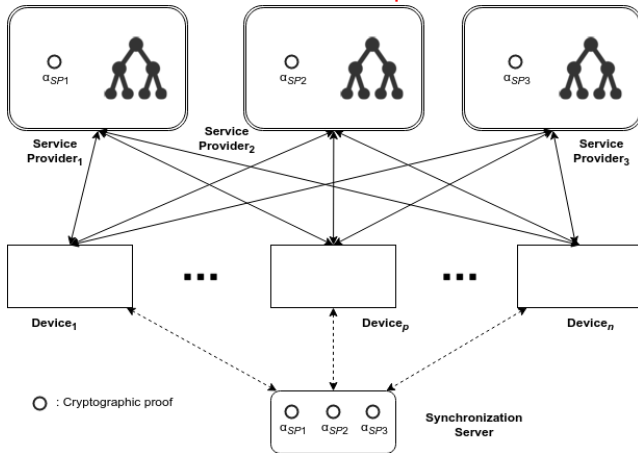 αSP1
αSP2
αSP3
Service
Provider1
Service
Provider2
Service
Provider3
...
...
Device1
Devicep
Devicen
: Cryptographic proof
αSP1
αSP2
αSP3
Synchronization
Server